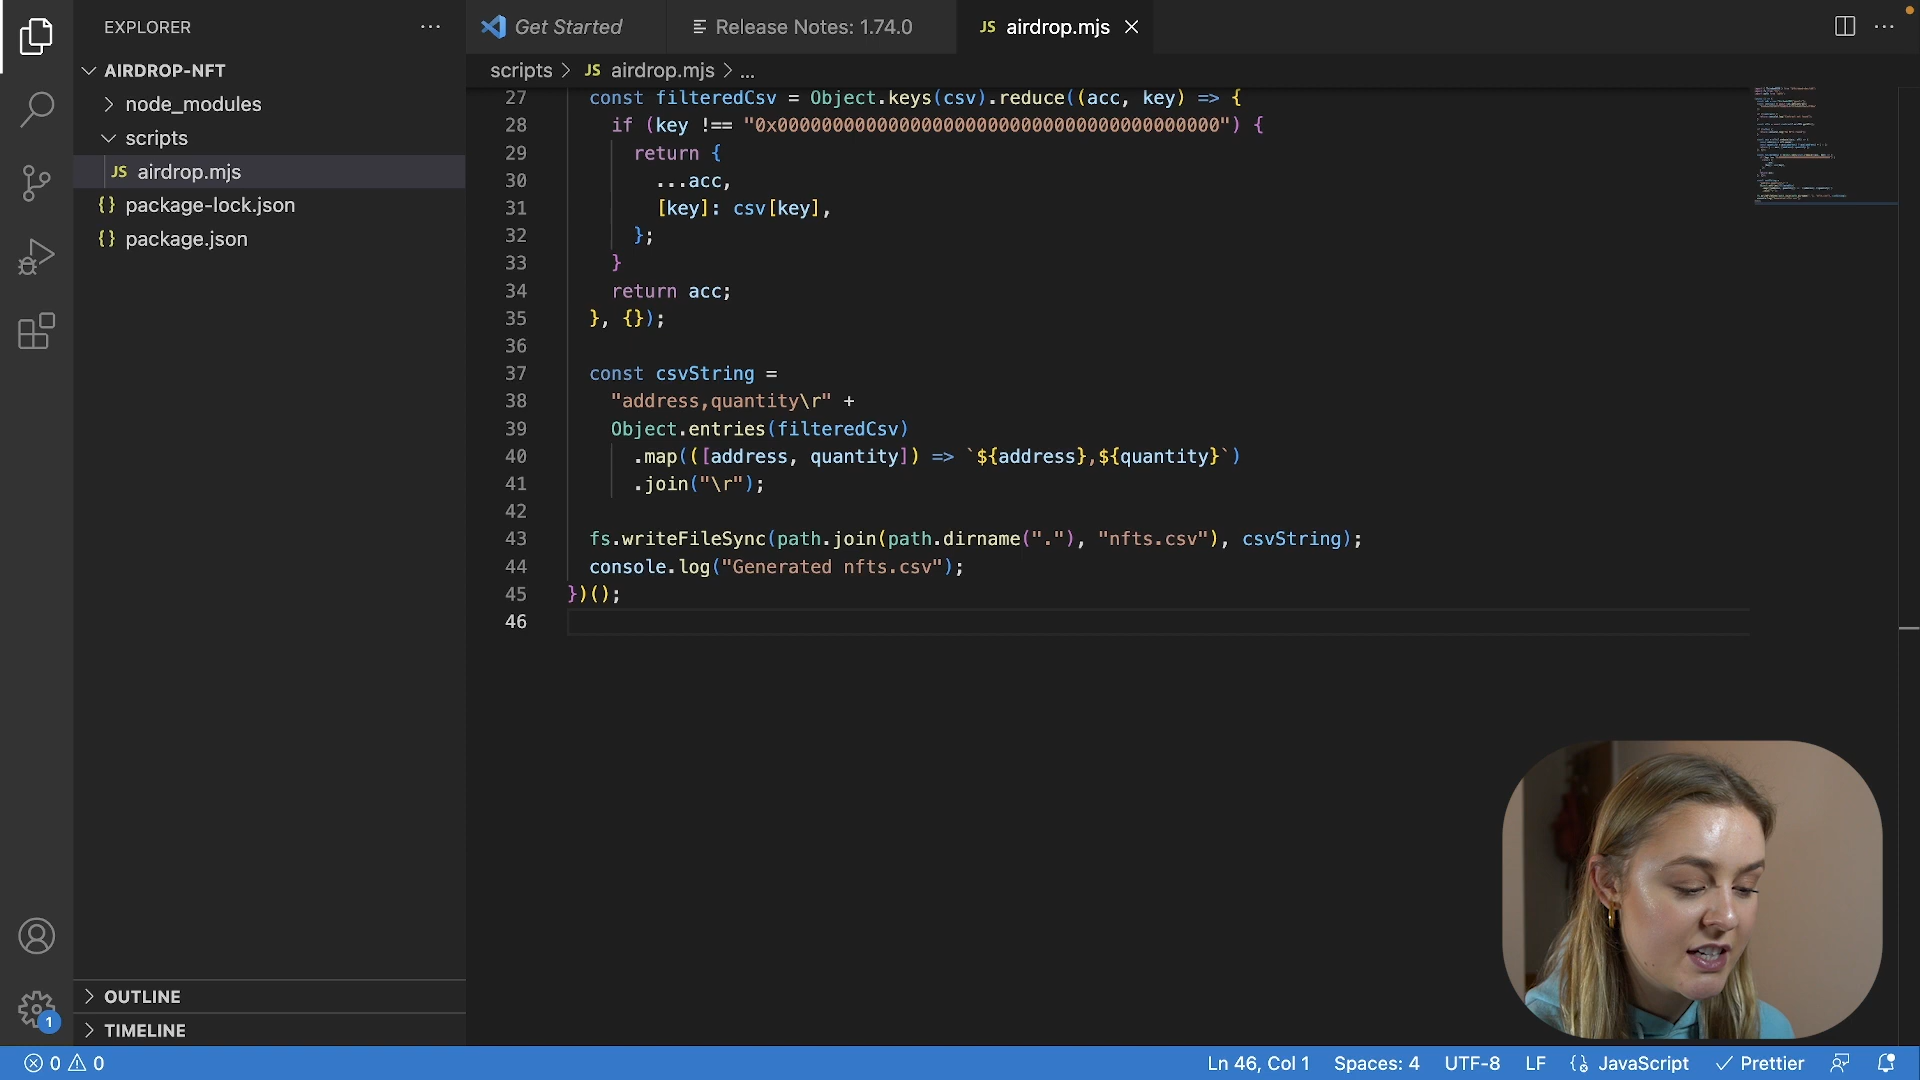 EXPLORER
AIRDROP-NFT
node_modules
scripts
JS airdrop.mjs
{} package-lock.json
{} package.json
OUTLINE
TIMELINE
1
Get Started
Release Notes: 1.74.0
JS airdrop.mjs
scripts > JS airdrop.mjs > ...
27 const filteredCsv = Object.keys(csv).reduce((acc, key) => {
28 if (key !== "0x0000000000000000000000000000000000000000") {
29 return {
30 ...acc,
31 [key]: csv[key],
32 };
33 }
34 return acc;
35 }, {});
36
37 const csvString =
38 "address,quantity\r" +
39 Object.entries(filteredCsv)
40 .map(([address, quantity]) => `${address},${quantity}`)
41 .join("\r");
42
43 fs.writeFileSync(path.join(path.dirname("."), "nfts.csv"), csvString);
44 console.log("Generated nfts.csv");
45 })();
46
0 0
Ln 46, Col 1 Spaces: 4 UTF-8 LF JavaScript Prettier